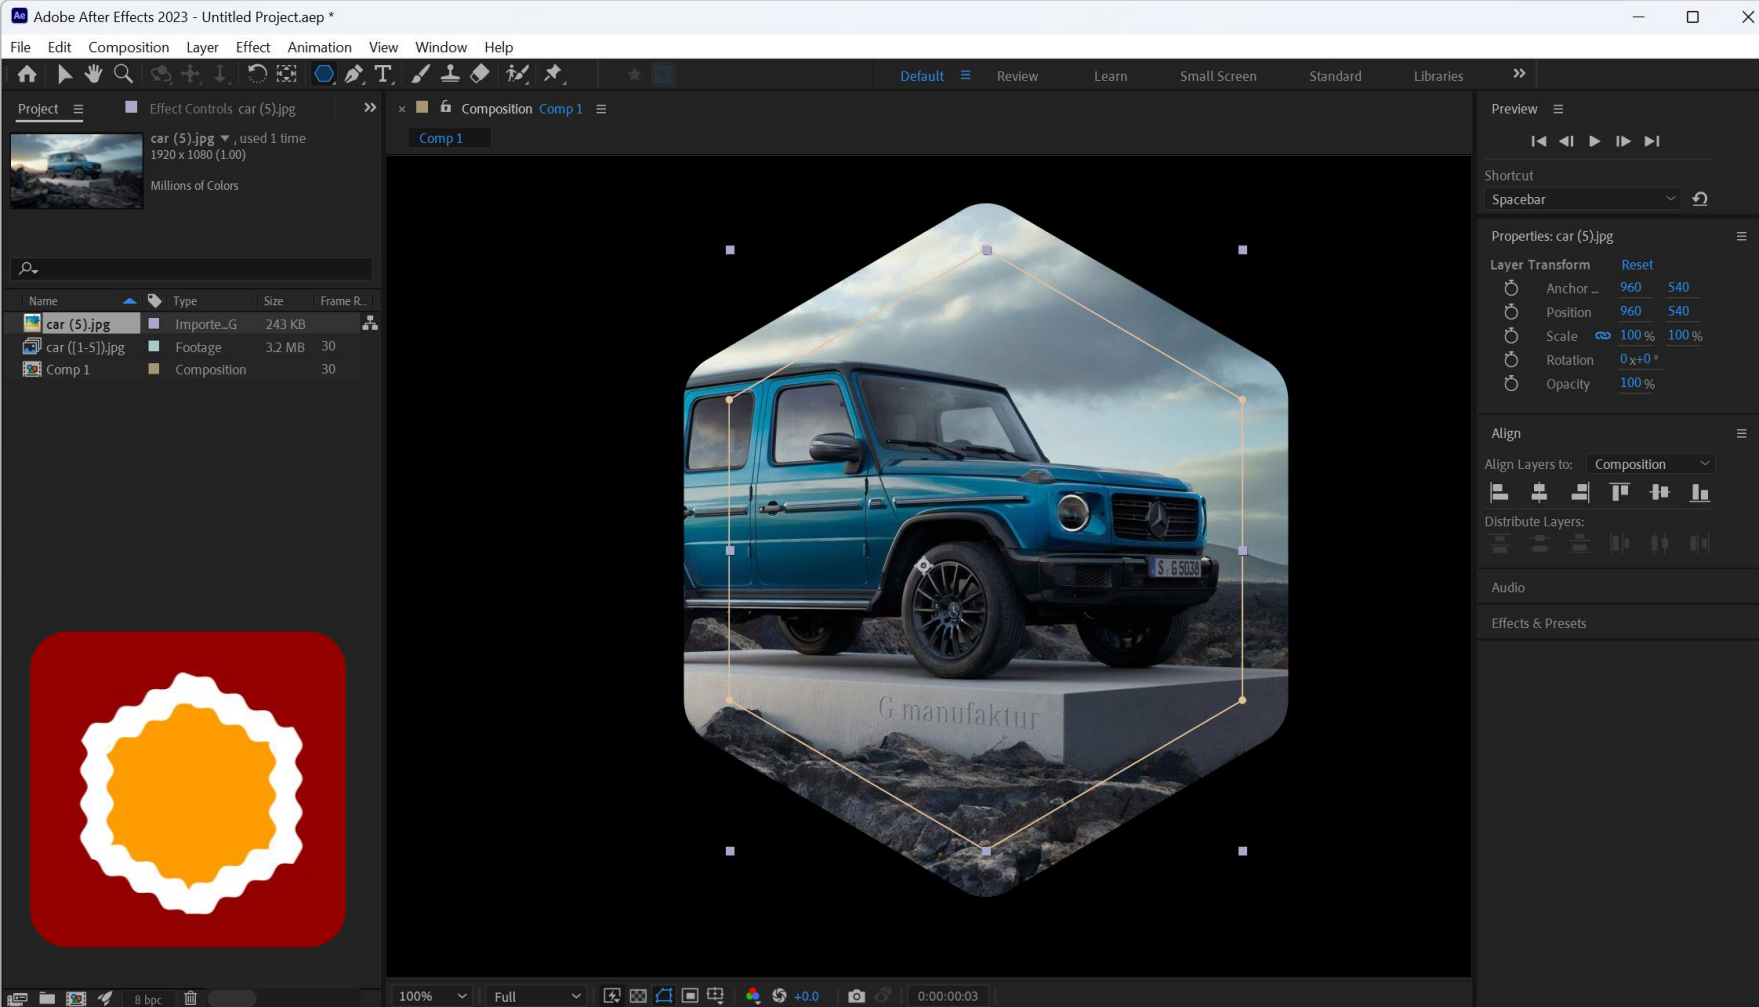 Ae Adobe After Effects 2023 - Untitled Project.aep *
File Edit Composition Layer Effect Animation View Window Help
Default Review Learn Small Screen Standard Libraries
Project Effect Controls car (5).jpg
Composition Comp 1
Comp 1
car (5).jpg , used 1 time
1920 x 1080 (1.00)
Millions of Colors
Name Type Size Frame R...
car (5).jpg Importe...G 243 KB
car ([1-5]).jpg Footage 3.2 MB 30
Comp 1 Composition 30
8 bpc
S G 5038
G manufaktur
100% Full +0.0 0:00:00:03
Preview
Shortcut
Spacebar
Properties: car (5).jpg
Layer Transform Reset
Anchor ... 960 540
Position 960 540
Scale 100 % 100 %
Rotation 0x+0°
Opacity 100 %
Align
Align Layers to: Composition
Distribute Layers:
Audio
Effects & Presets